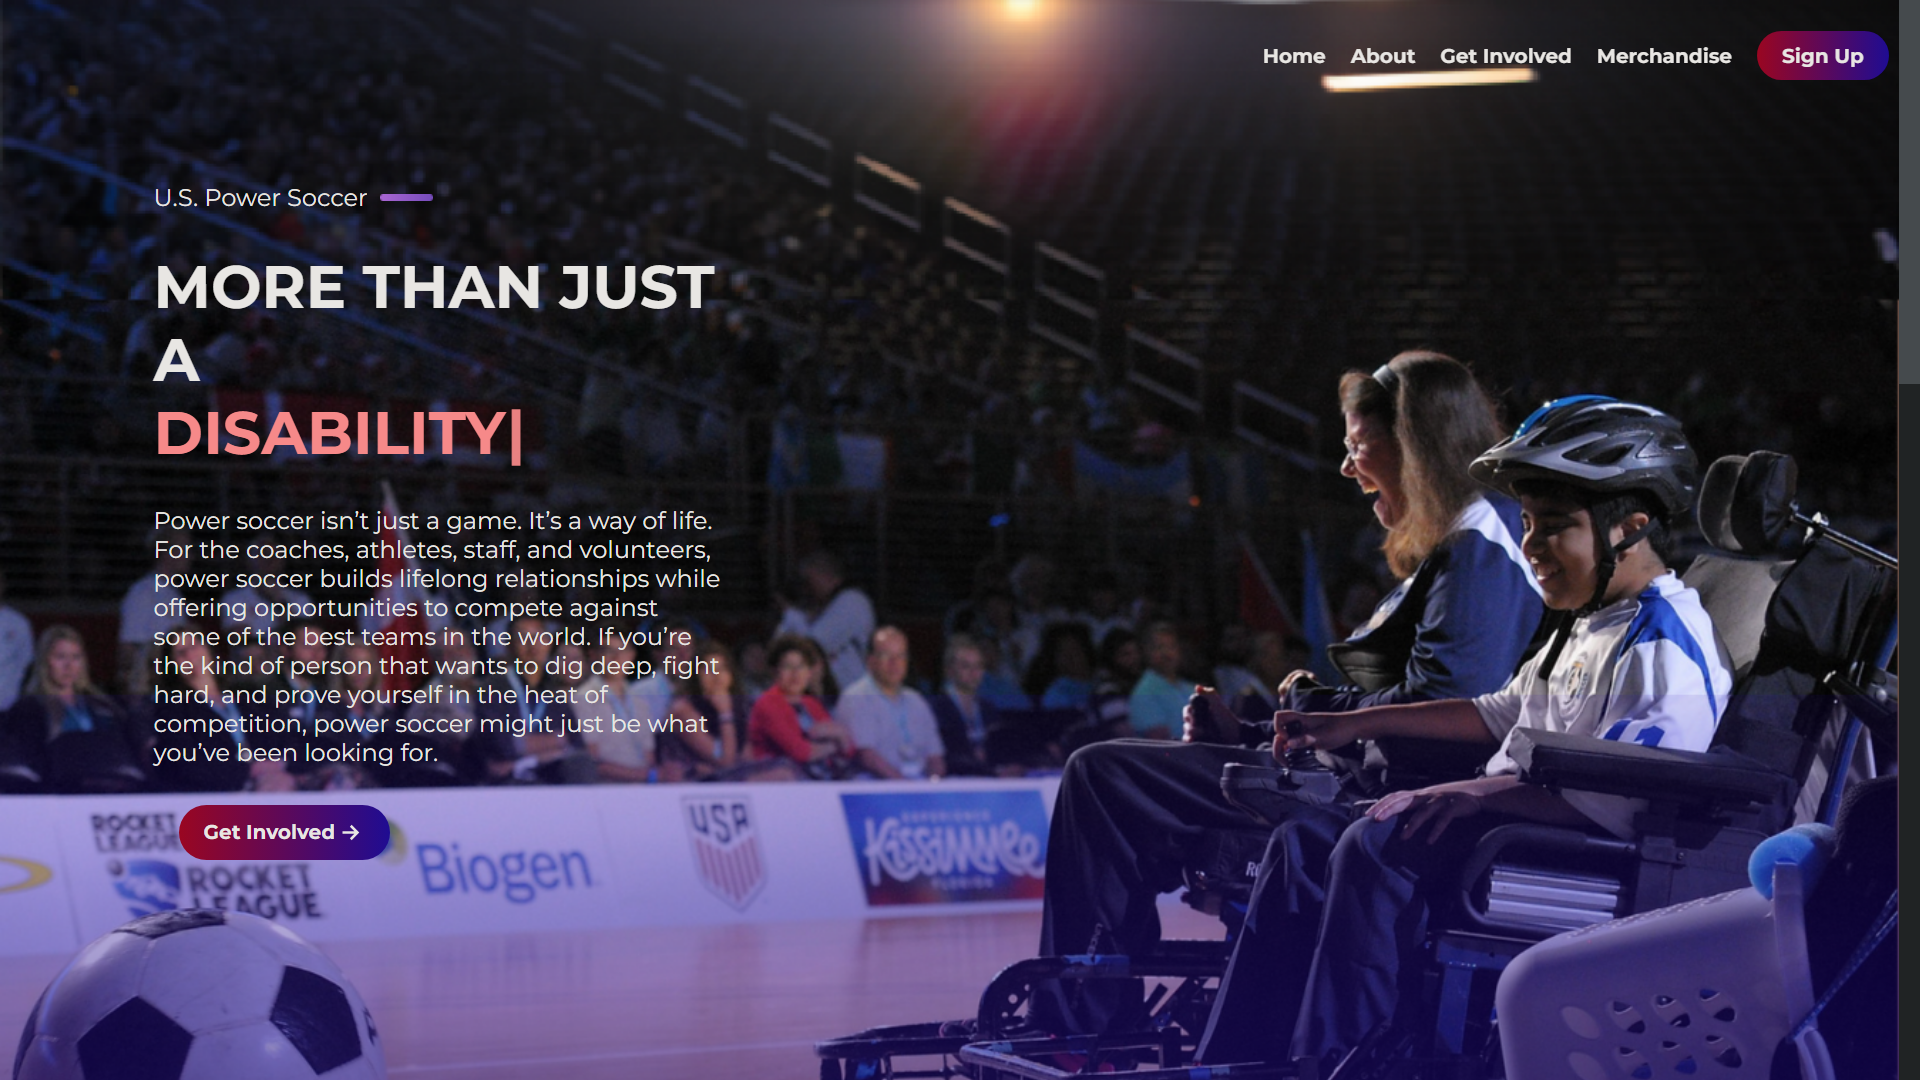 Home About Get Involved Merchandise Sign Up
U.S. Power Soccer
MORE THAN JUST
A
DISABILITY|
Power soccer isn’t just a game. It’s a way of life.
For the coaches, athletes, staff, and volunteers,
power soccer builds lifelong relationships while
offering opportunities to compete against
some of the best teams in the world. If you’re
the kind of person that wants to dig deep, fight
hard, and prove yourself in the heat of
competition, power soccer might just be what
you’ve been looking for.
Get Involved →
ROCKET
LEAGUE
ROCKET
LEAGUE
Biogen
USA
EXPERIENCE
Kissimmee
FLORIDA